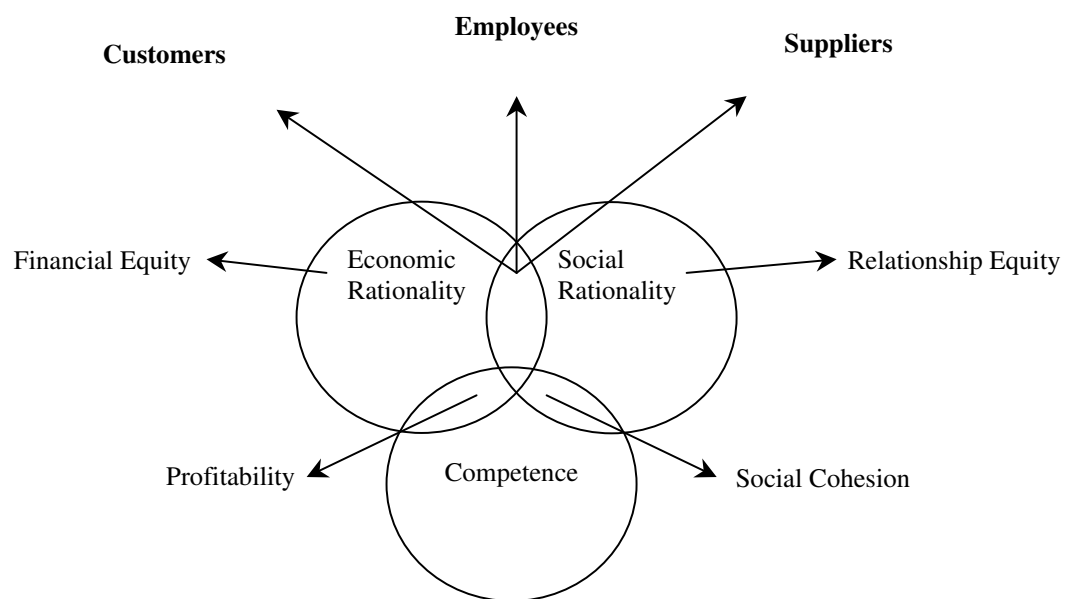 Employees
Customers
Suppliers
Financial Equity
Economic
Rationality
Social
Rationality
Relationship Equity
Profitability
Competence
Social Cohesion